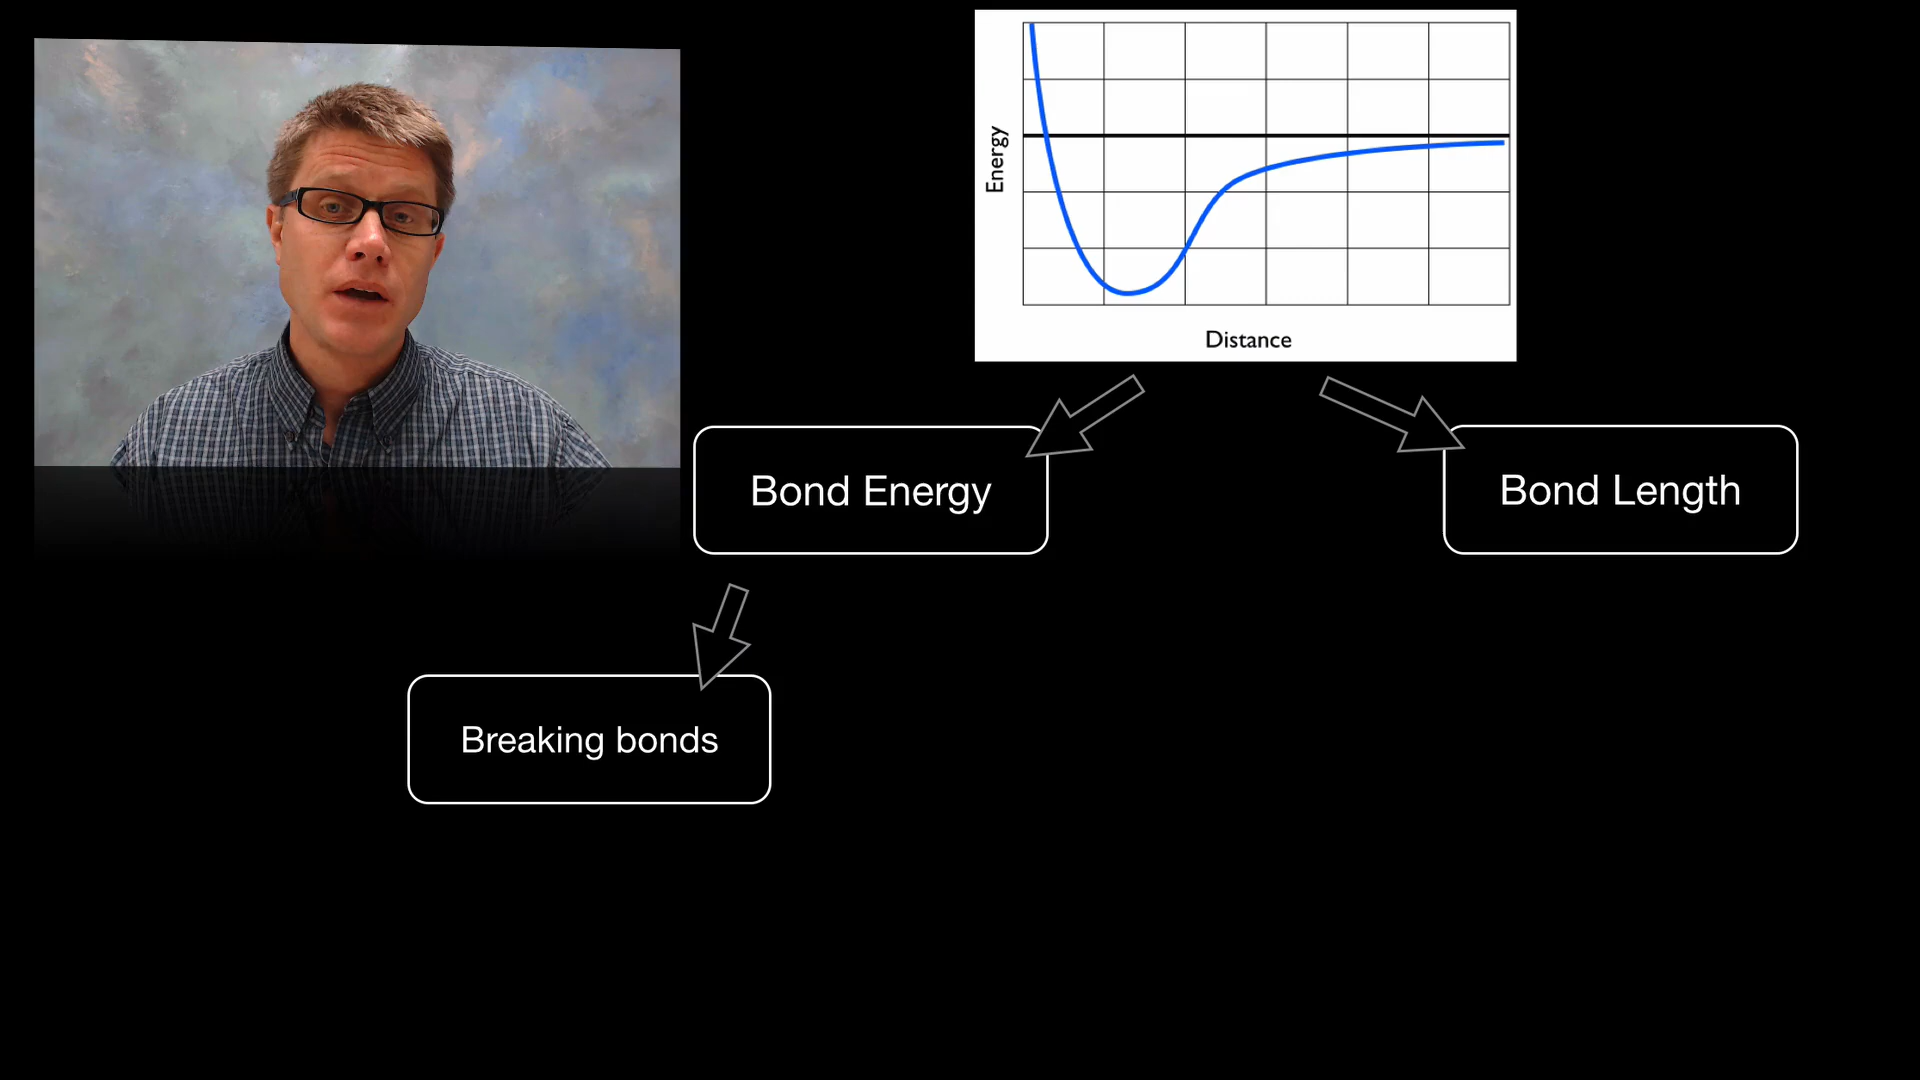 Energy
Distance
Bond Energy
Bond Length
Breaking bonds